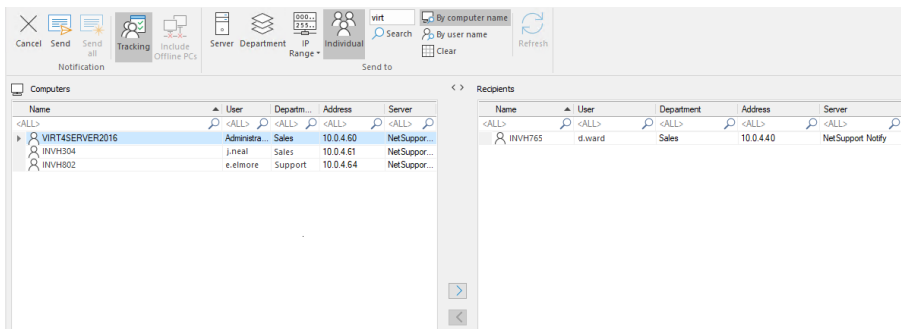 virt
By computer name
Cancel Send Send all Tracking Include Offline PCs Server Department 000.. 255.. IP Range Individual Search By user name Clear Refresh
Notification Send to
Computers <> Recipients
Name User Departm... Address Server Name User Department Address Server
<ALL> <ALL> <ALL> <ALL> <ALL> <ALL> <ALL> <ALL> <ALL> <ALL>
VIRT4SERVER2016 Administra... Sales 10.0.4.60 NetSuppor... INVH765 d.ward Sales 10.0.4.40 NetSupport Notify
INVH304 j.neal Sales 10.0.4.61 NetSuppor...
INVH802 e.elmore Support 10.0.4.64 NetSuppor...
>
<